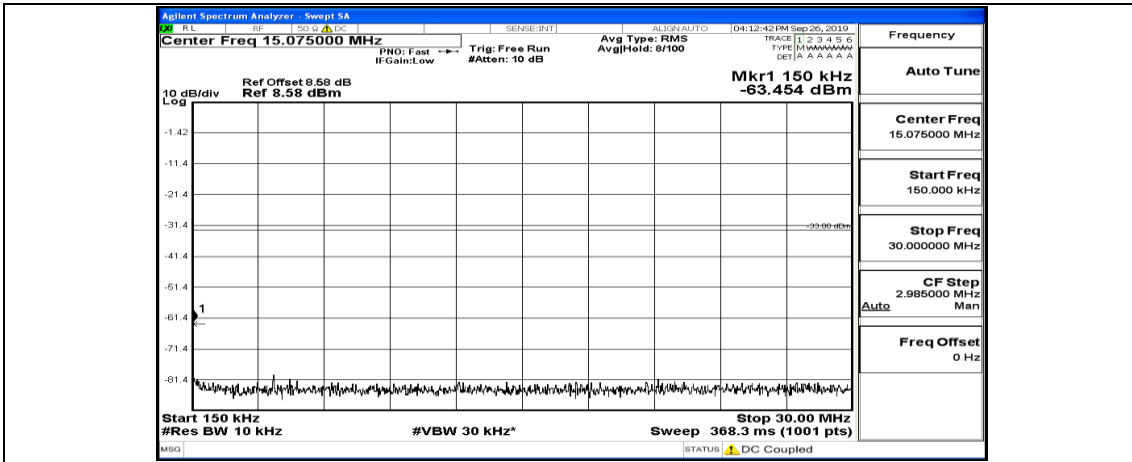 Agilent Spectrum Analyzer - Swept SA
LXI RL RF 50 Ω ⚠ DC SENSE:INT ALIGN AUTO 04:12:42 PM Sep 26, 2019
Center Freq 15.075000 MHz
PNO: Fast
IFGain:Low
Trig: Free Run
#Atten: 10 dB
Avg Type: RMS
Avg|Hold: 8/100
TRACE 1 2 3 4 5 6
TYPE M WWWWW
DET A A A A A A
Ref Offset 8.58 dB
Ref 8.58 dBm
10 dB/div
Log
Mkr1 150 kHz
-63.454 dBm
-1.42
-11.4
-21.4
-31.4
-33.00 dBm
-41.4
-51.4
1
-61.4
-71.4
-81.4
Start 150 kHz
Stop 30.00 MHz
#Res BW 10 kHz
#VBW 30 kHz*
Sweep 368.3 ms (1001 pts)
MSG
STATUS ⚠ DC Coupled
Frequency
Auto Tune
Center Freq
15.075000 MHz
Start Freq
150.000 kHz
Stop Freq
30.000000 MHz
CF Step
2.985000 MHz
Auto Man
Freq Offset
0 Hz